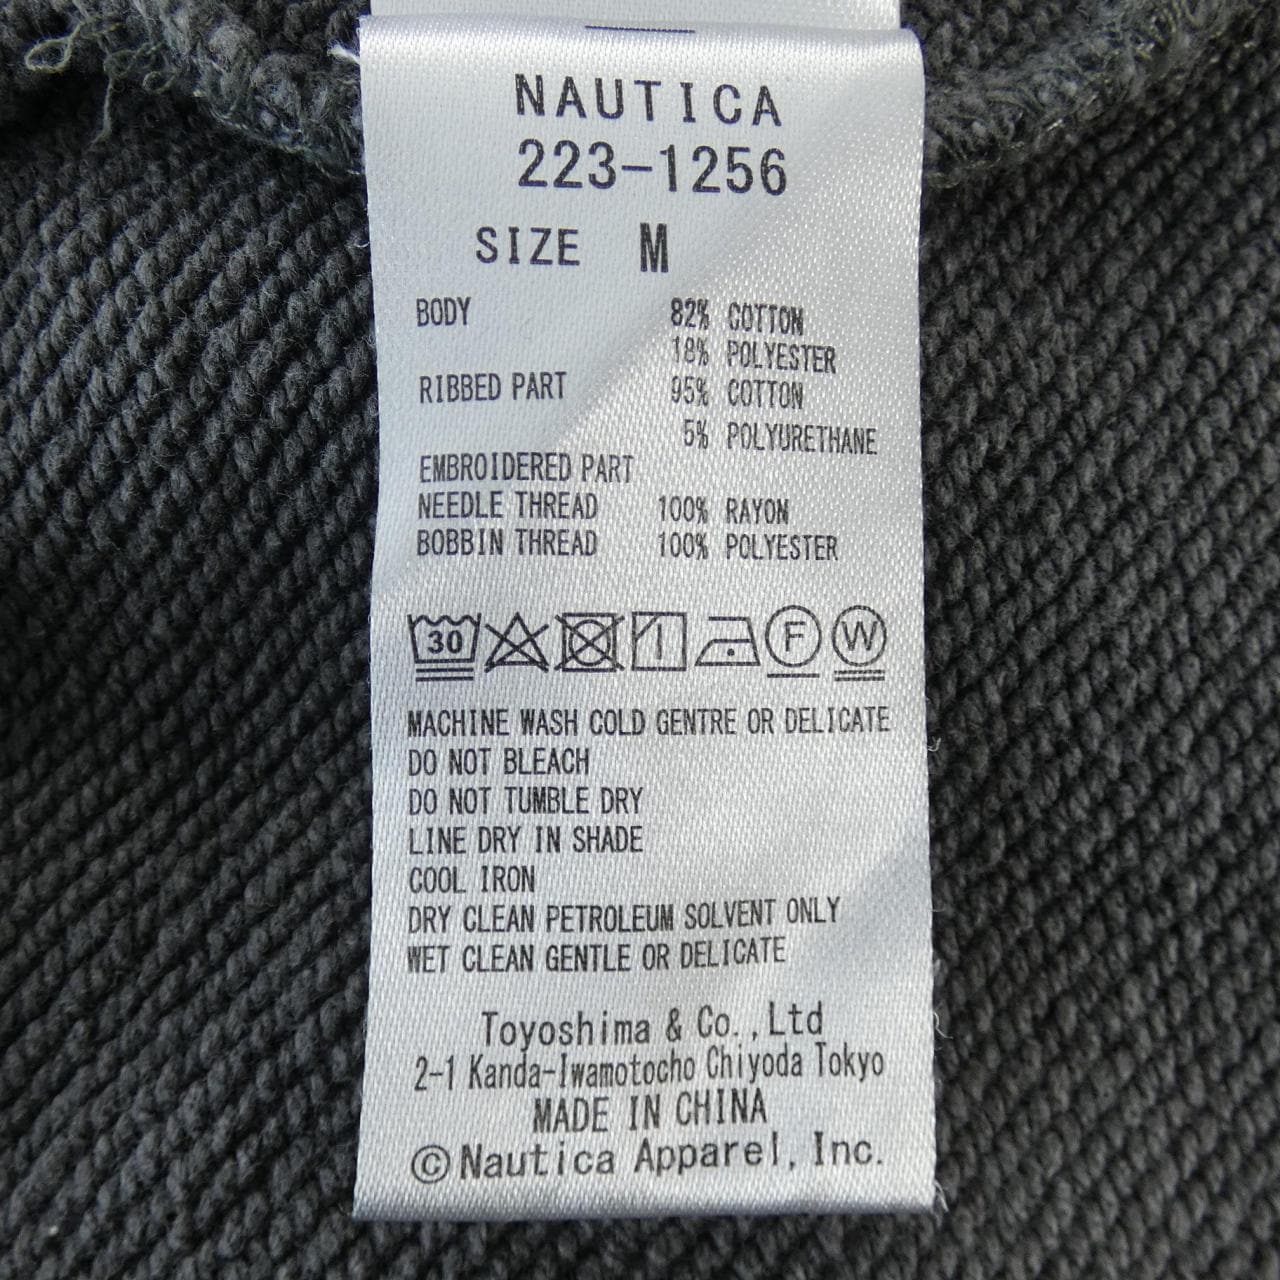 NAUTICA
223-1256
SIZE M
BODY 82% COTTON
18% POLYESTER
RIBBED PART 95% COTTON
5% POLYURETHANE
EMBROIDERED PART
NEEDLE THREAD 100% RAYON
BOBBIN THREAD 100% POLYESTER
30 F W
MACHINE WASH COLD GENTRE OR DELICATE
DO NOT BLEACH
DO NOT TUMBLE DRY
LINE DRY IN SHADE
COOL IRON
DRY CLEAN PETROLEUM SOLVENT ONLY
WET CLEAN GENTLE OR DELICATE
Toyoshima & Co.,Ltd
2-1 Kanda-Iwamotocho Chiyoda Tokyo
MADE IN CHINA
©Nautica Apparel, Inc.